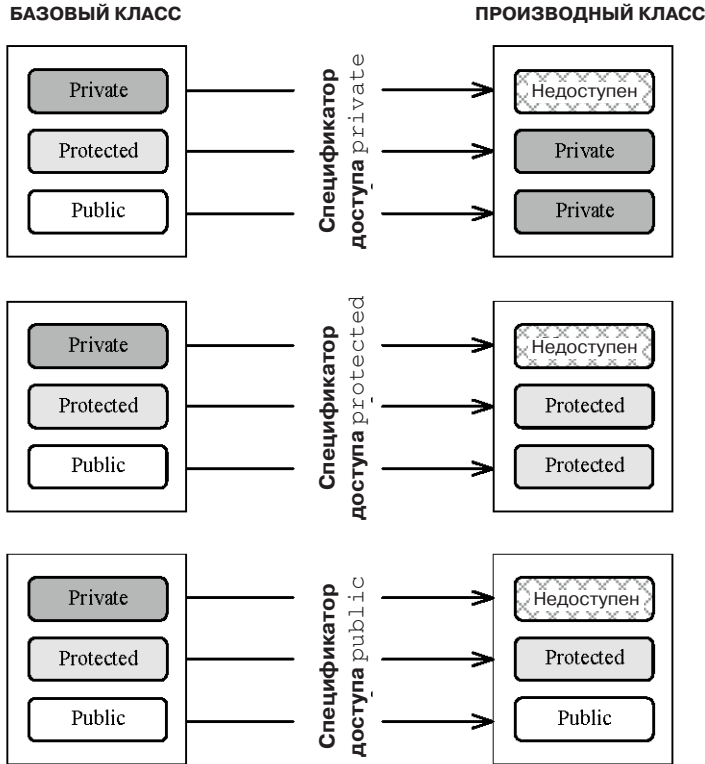 БАЗОВЫЙ КЛАСС
ПРОИЗВОДНЫЙ КЛАСС
Private
Protected
Public
Спецификатор
доступа private
Недоступен
Private
Private
Private
Protected
Public
Спецификатор
доступа protected
Недоступен
Protected
Protected
Private
Protected
Public
Спецификатор
доступа public
Недоступен
Protected
Public